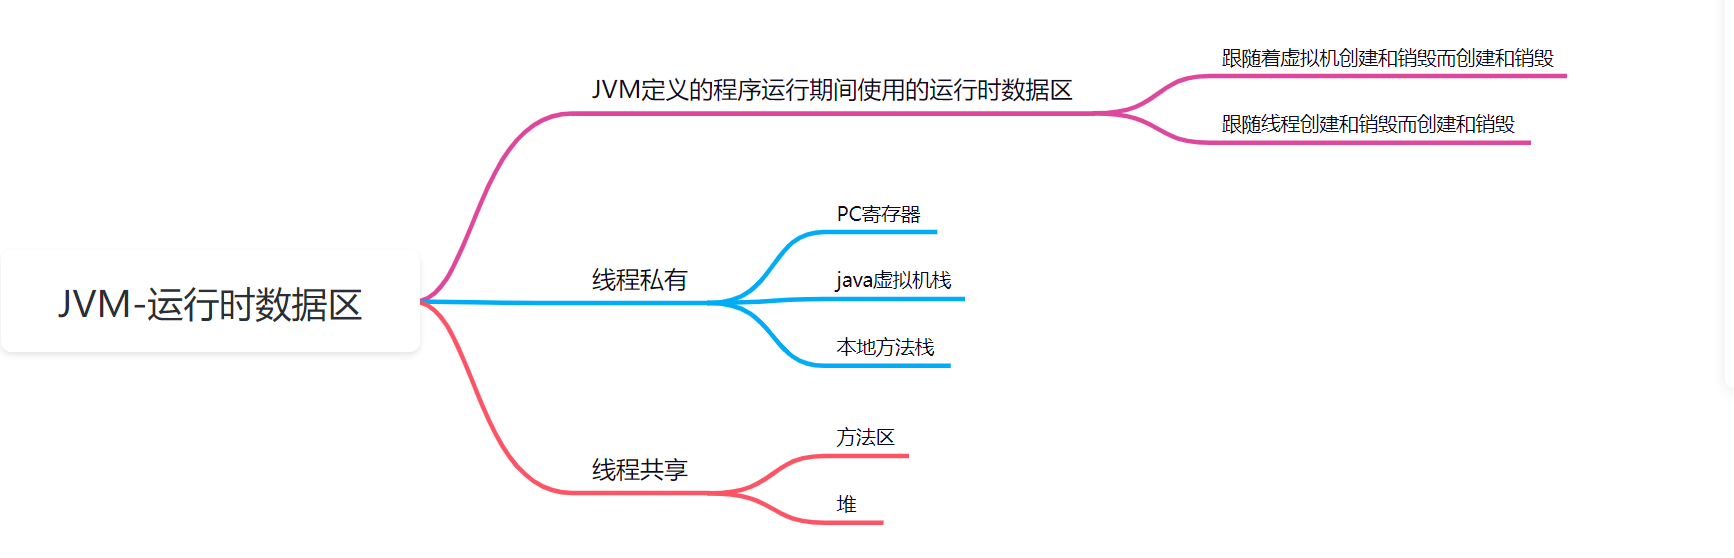 JVM-运行时数据区
JVM定义的程序运行期间使用的运行时数据区
跟随着虚拟机创建和销毁而创建和销毁
跟随线程创建和销毁而创建和销毁
线程私有
PC寄存器
java虚拟机栈
本地方法栈
线程共享
方法区
堆